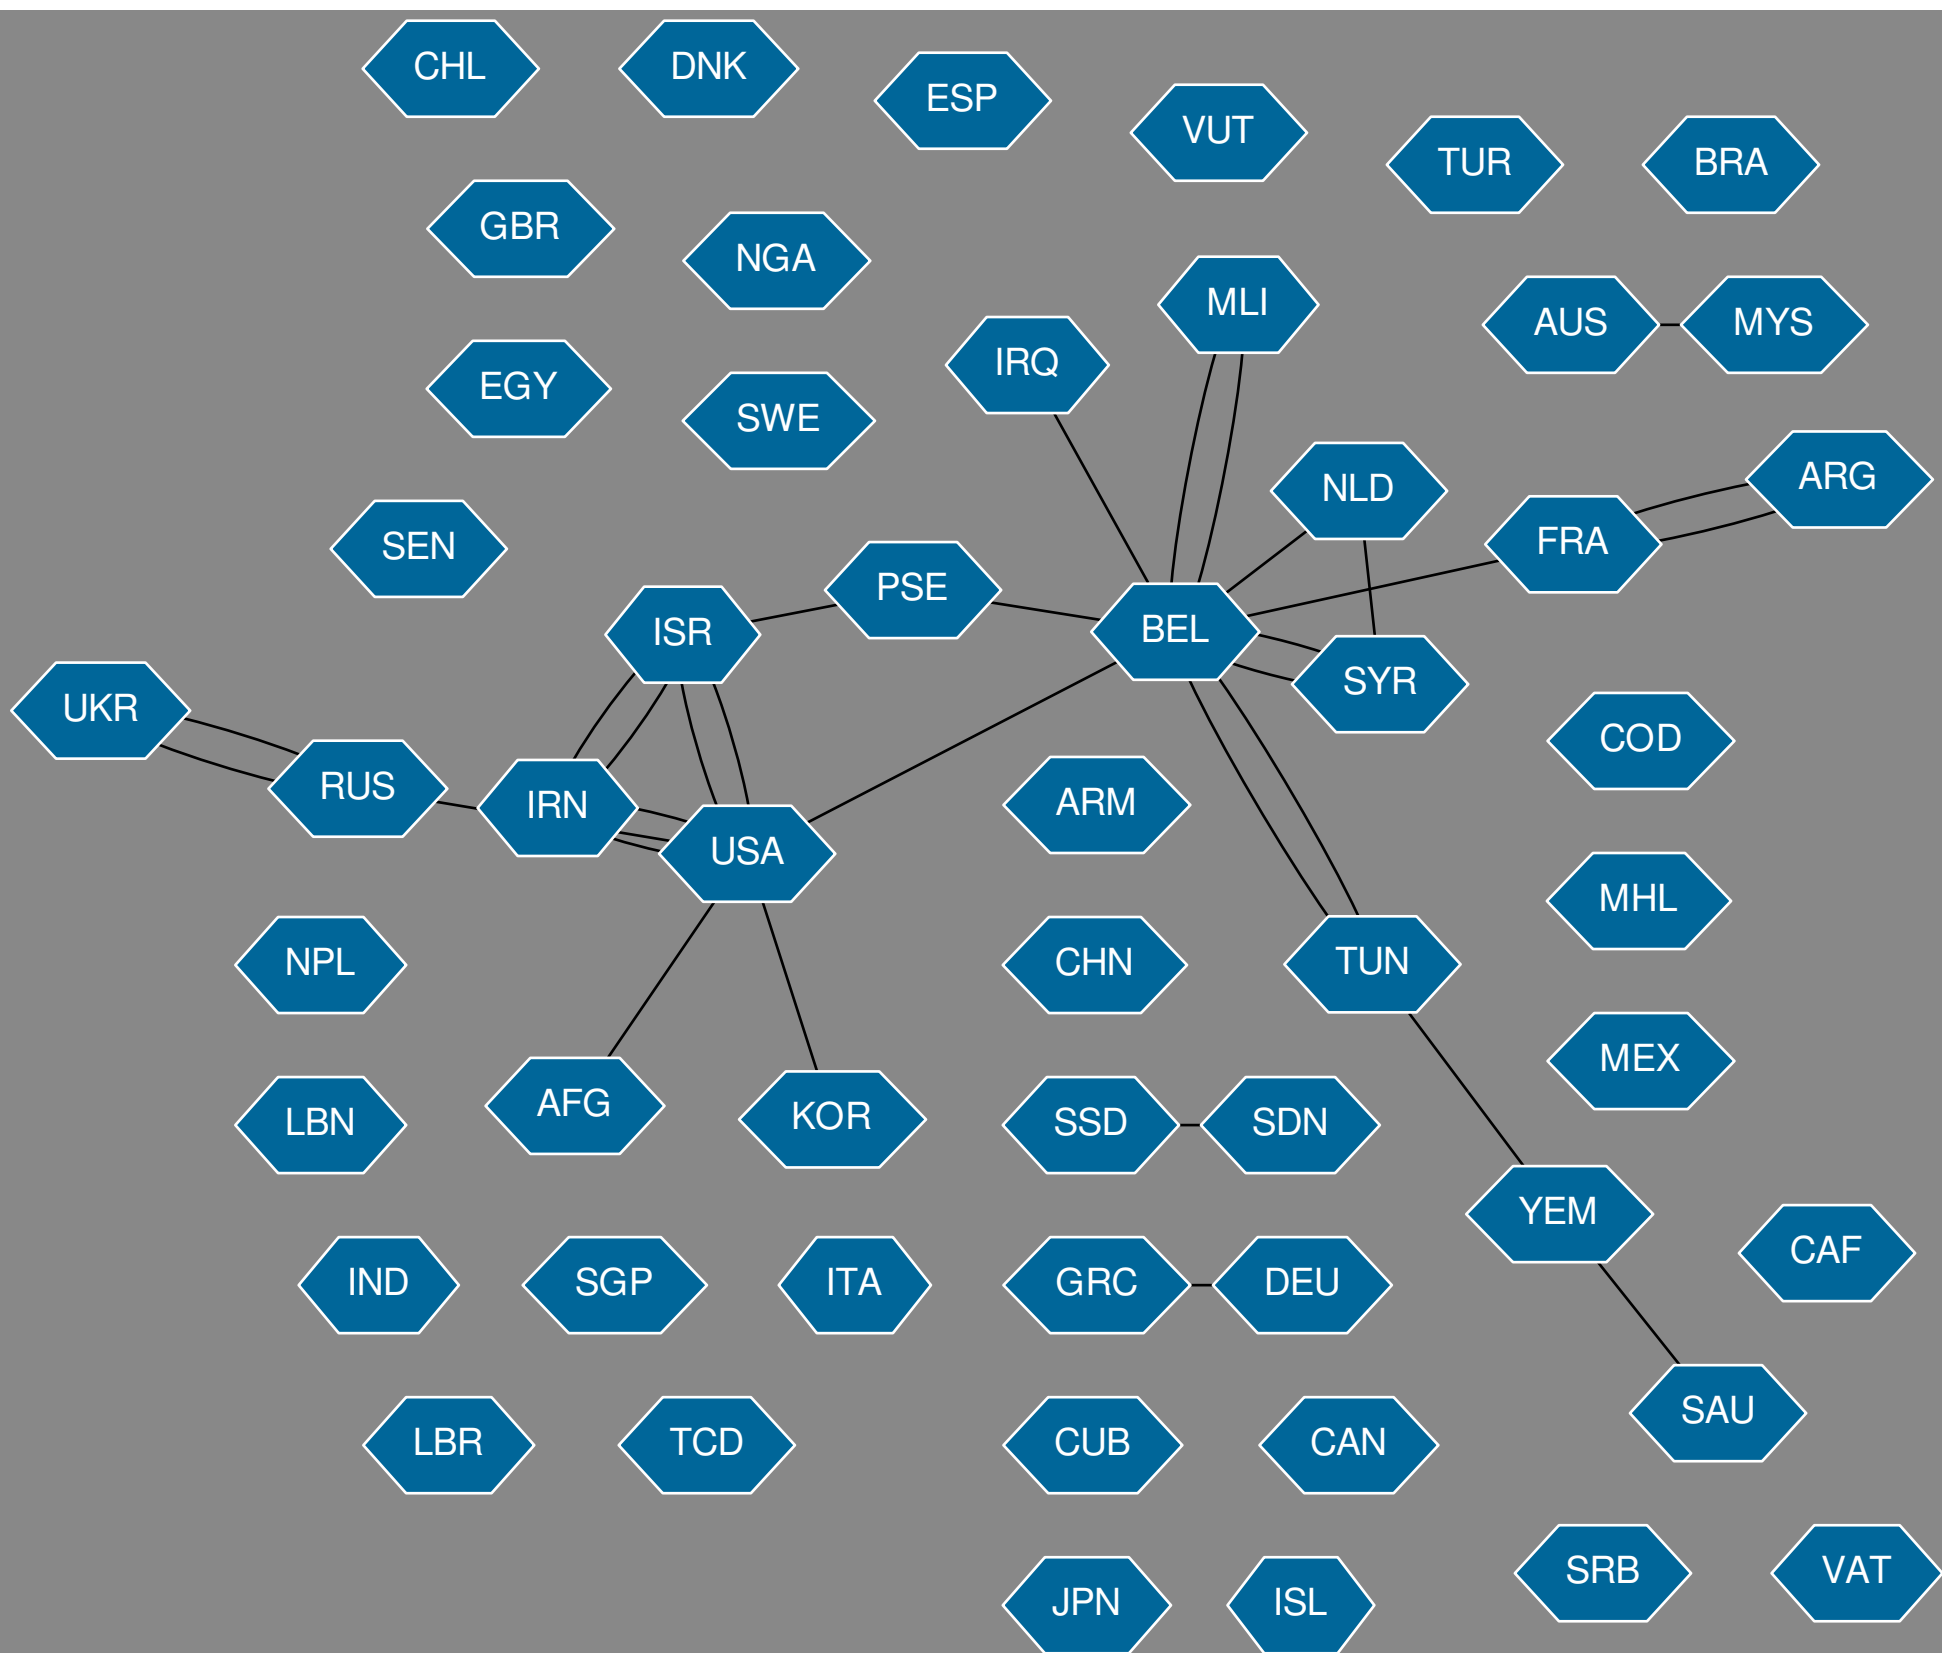 CHL
DNK
ESP
VUT
TUR
BRA
GBR
NGA
MLI
AUS
MYS
IRQ
EGY
SWE
NLD
ARG
SEN
FRA
PSE
ISR
BEL
SYR
UKR
COD
RUS
IRN
ARM
USA
MHL
NPL
CHN
TUN
MEX
AFG
KOR
LBN
SSD
SDN
YEM
CAF
IND
SGP
ITA
GRC
DEU
SAU
LBR
TCD
CUB
CAN
SRB
VAT
JPN
ISL